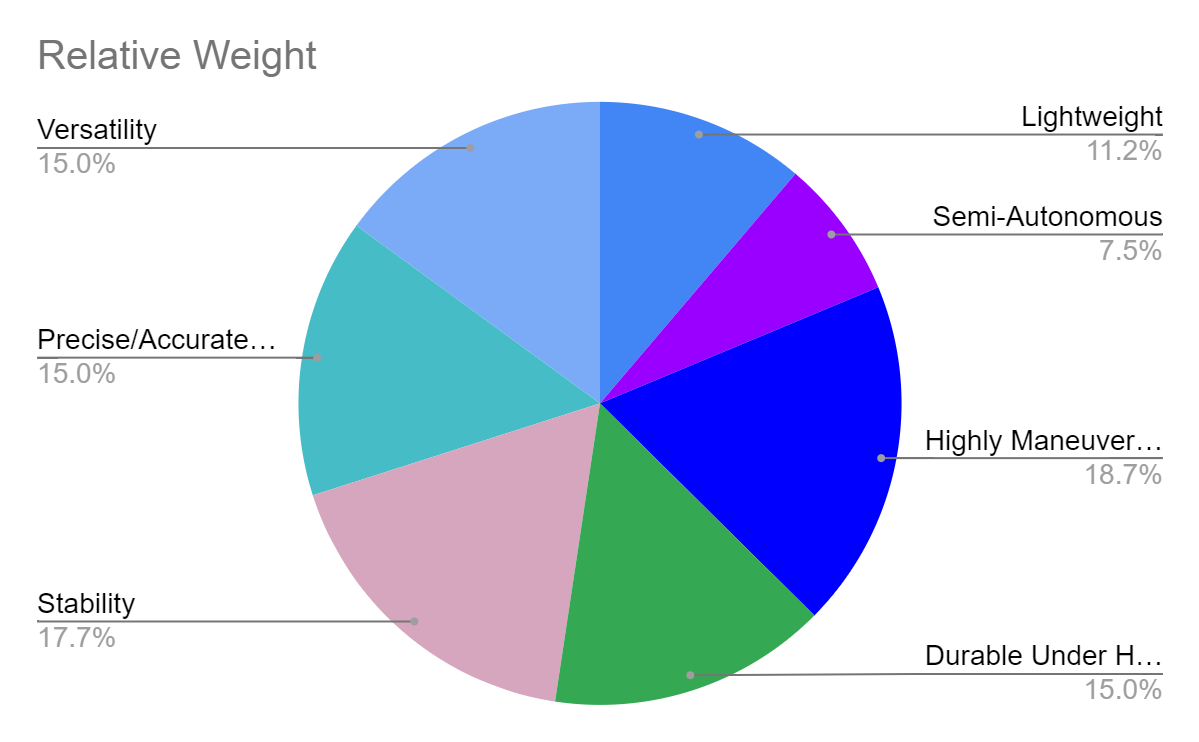 Relative Weight
Versatility
15.0%
Precise/Accurate…
15.0%
Stability
17.7%
Lightweight
11.2%
Semi-Autonomous
7.5%
Highly Maneuver…
18.7%
Durable Under H…
15.0%